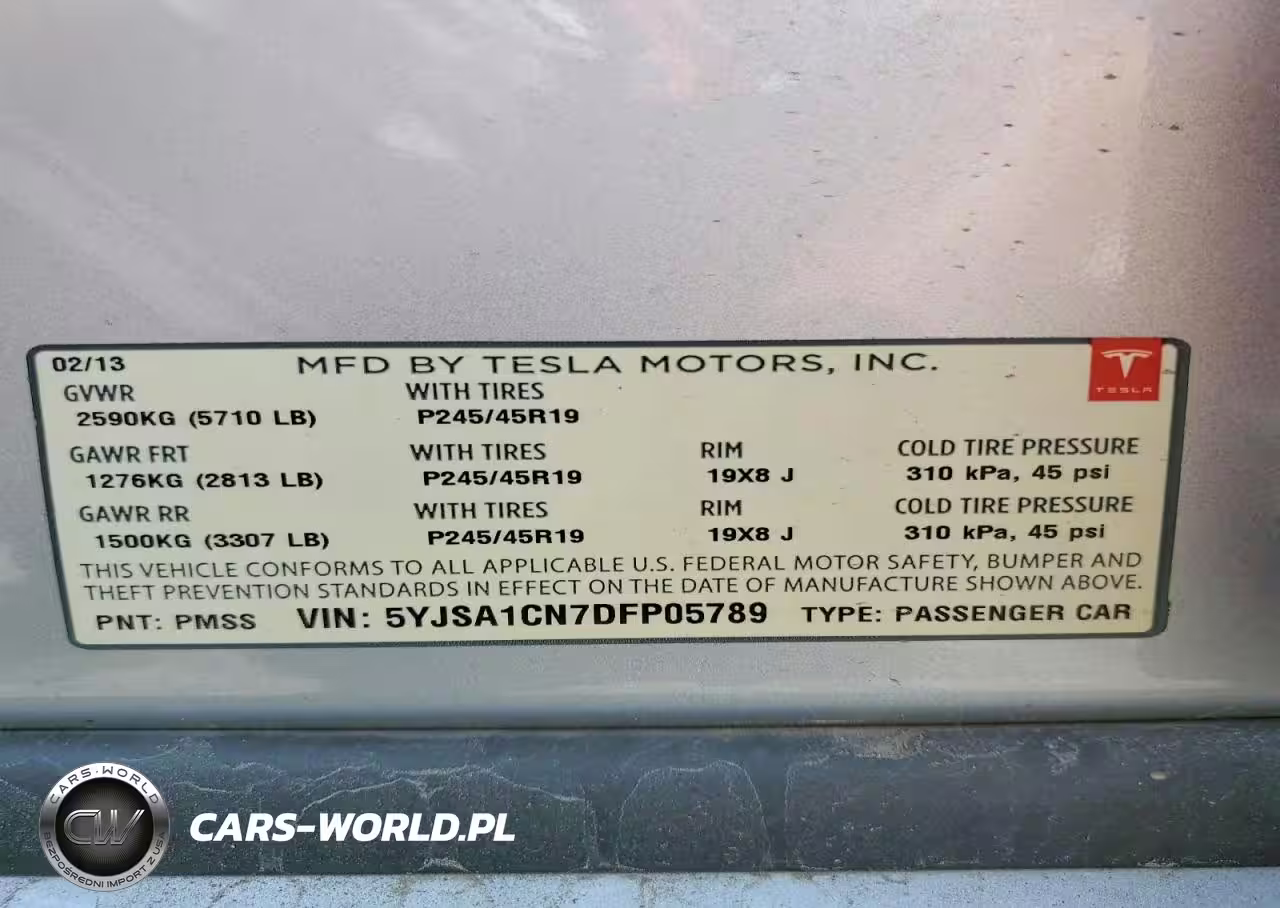 02/13 MFD BY TESLA MOTORS, INC.
TESLA
GVWR WITH TIRES
2590KG (5710 LB) P245/45R19
GAWR FRT WITH TIRES RIM COLD TIRE PRESSURE
1276KG (2813 LB) P245/45R19 19X8 J 310 kPa, 45 psi
GAWR RR WITH TIRES RIM COLD TIRE PRESSURE
1500KG (3307 LB) P245/45R19 19X8 J 310 kPa, 45 psi
THIS VEHICLE CONFORMS TO ALL APPLICABLE U.S. FEDERAL MOTOR SAFETY, BUMPER AND
THEFT PREVENTION STANDARDS IN EFFECT ON THE DATE OF MANUFACTURE SHOWN ABOVE.
PNT: PMSS VIN: 5YJSA1CN7DFP05789 TYPE: PASSENGER CAR
CARS-WORLD
CW
BEZPOŚREDNI IMPORT Z USA
CARS-WORLD.PL